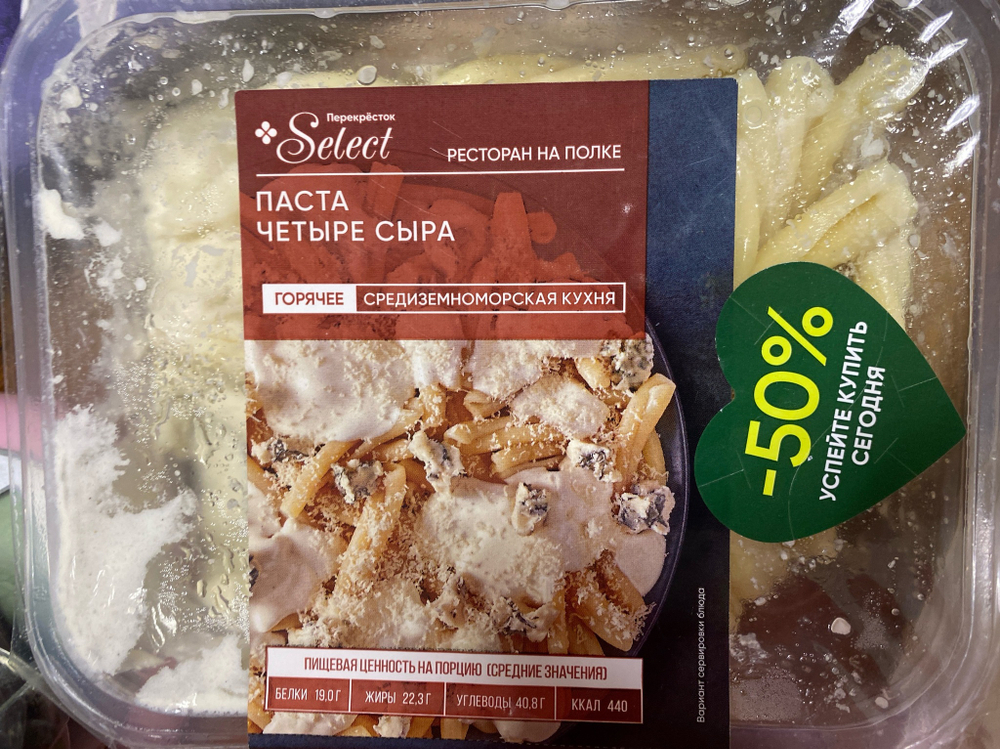 Перекрёсток
Select
РЕСТОРАН НА ПОЛКЕ
ПАСТА
ЧЕТЫРЕ СЫРА
ГОРЯЧЕЕ СРЕДИЗЕМНОМОРСКАЯ КУХНЯ
-50%
УСПЕЙТЕ КУПИТЬ
СЕГОДНЯ
ПИЩЕВАЯ ЦЕННОСТЬ НА ПОРЦИЮ (СРЕДНИЕ ЗНАЧЕНИЯ)
БЕЛКИ 19,0 Г ЖИРЫ 22,3 Г УГЛЕВОДЫ 40,8 Г ККАЛ 440
Вариант сервировки блюда